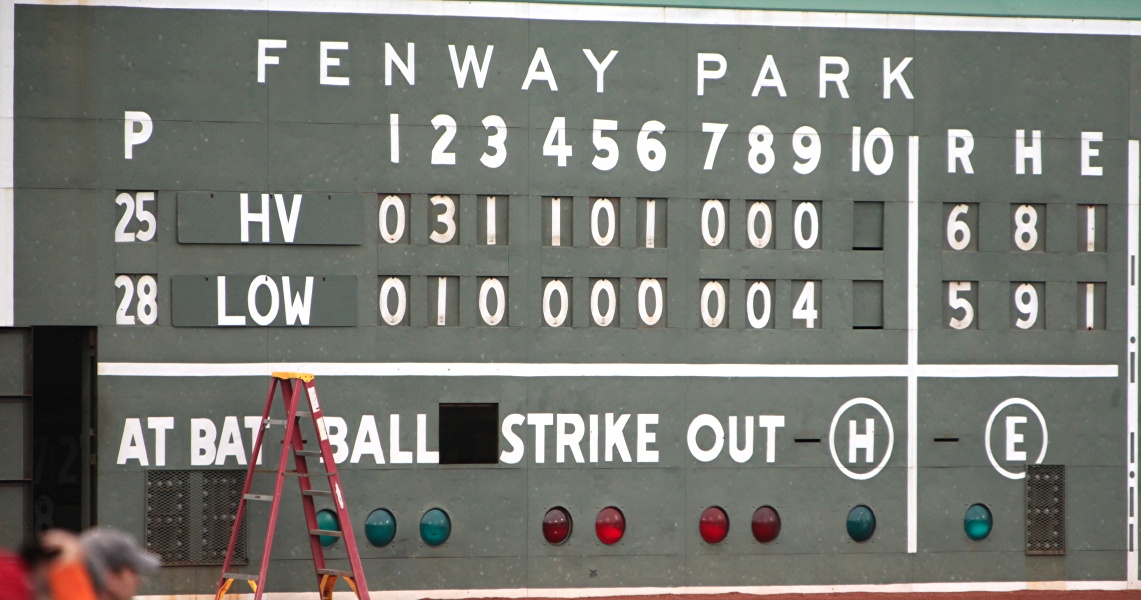 FENWAY PARK
P 1 2 3 4 5 6 7 8 9 10 R H E
25 HV 0 3 1 1 0 1 0 0 0 6 8 1
28 LOW 0 1 0 0 0 0 0 0 4 5 9 1
AT BAT BALL STRIKE OUT H E